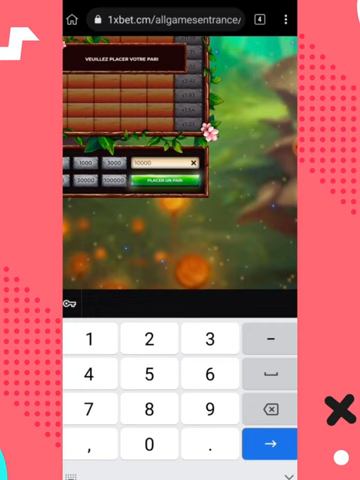 1xbet.cm/allgamesentrance/
4
VEUILLEZ PLACER VOTRE PARI
1000 3000 10000 ×
30000 100000 PLACER UN PARI
1 2 3 -
4 5 6
7 8 9
, 0 .